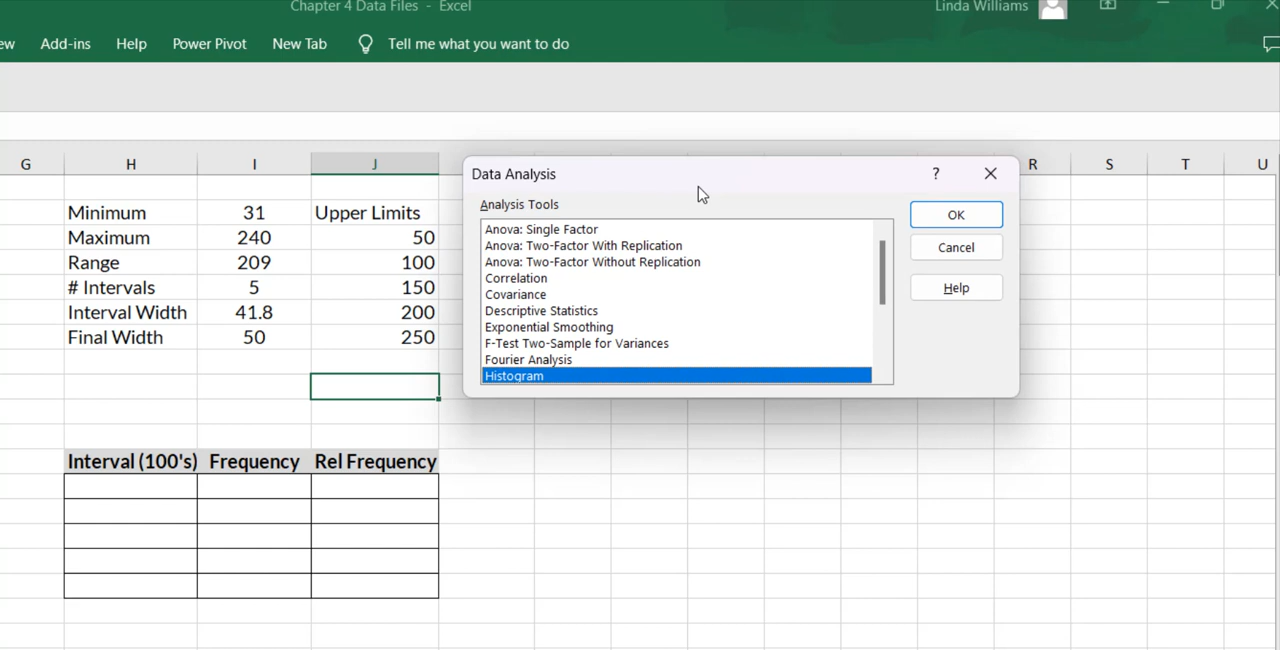 Chapter 4 Data Files - Excel Linda Williams
ew Add-ins Help Power Pivot New Tab Tell me what you want to do
G H I J R S T U
Data Analysis ?
Analysis Tools
Minimum 31 Upper Limits
Maximum 240 50
Range 209 100
# Intervals 5 150
Interval Width 41.8 200
Final Width 50 250
Anova: Single Factor
Anova: Two-Factor With Replication
Anova: Two-Factor Without Replication
Correlation
Covariance
Descriptive Statistics
Exponential Smoothing
F-Test Two-Sample for Variances
Fourier Analysis
Histogram
OK
Cancel
Help
Interval (100's) Frequency Rel Frequency